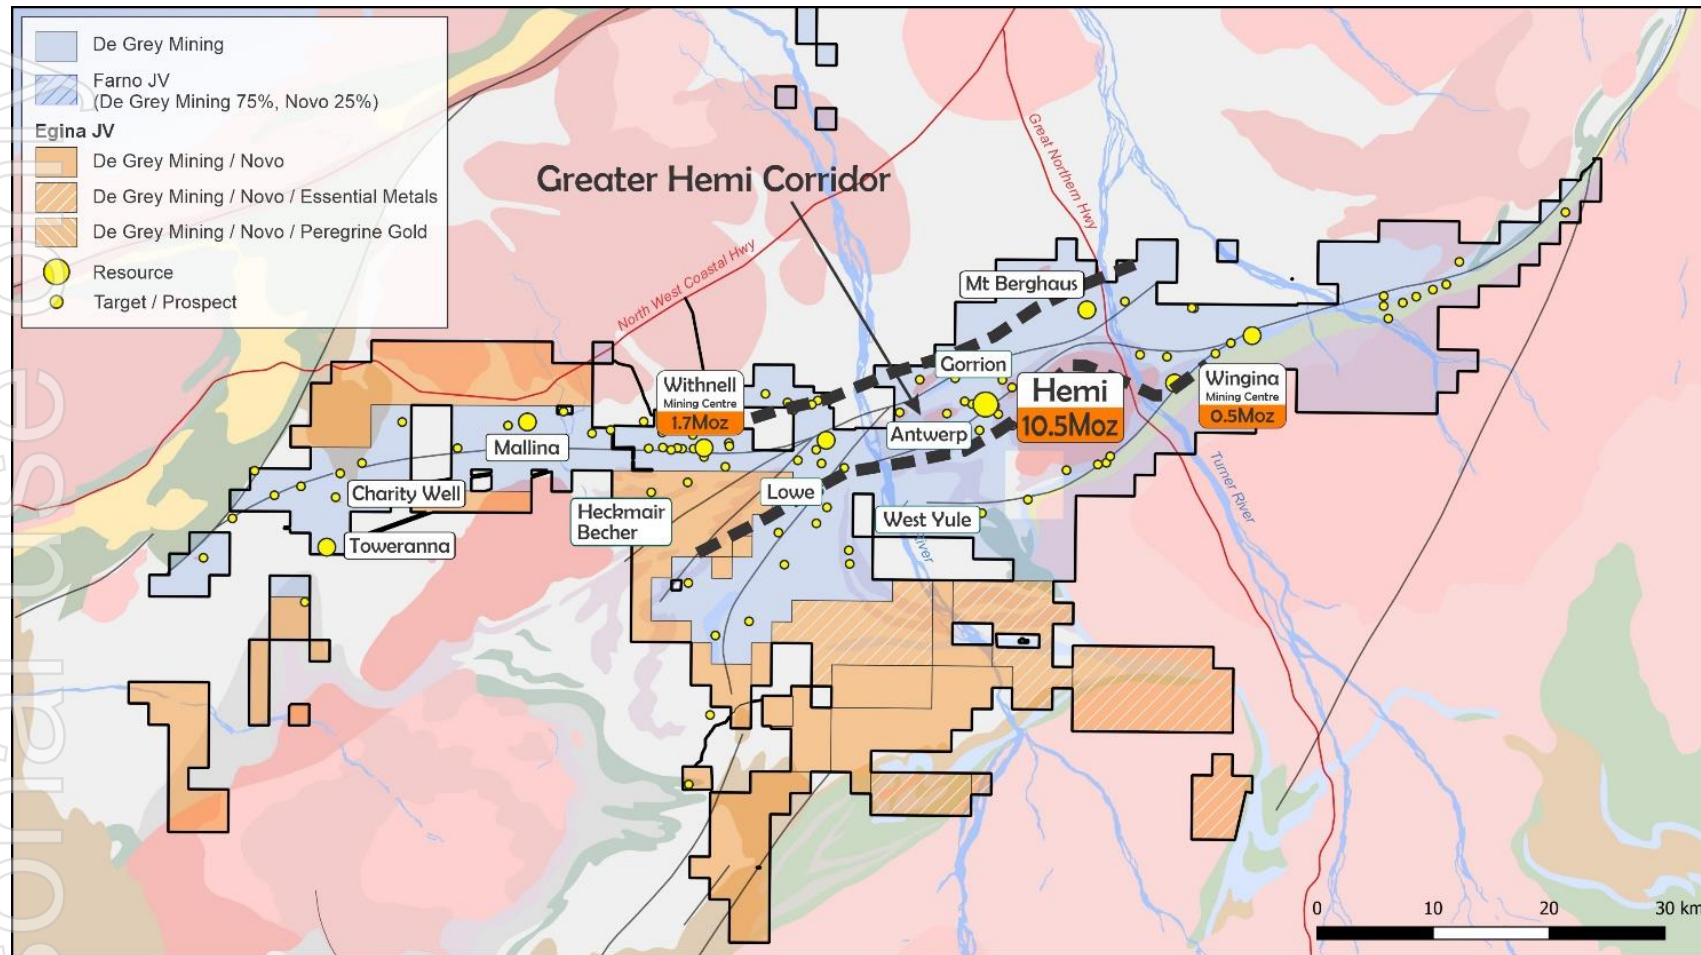 De Grey Mining
Farno JV
(De Grey Mining 75%, Novo 25%)
Egina JV
De Grey Mining / Novo
De Grey Mining / Novo / Essential Metals
De Grey Mining / Novo / Peregrine Gold
Resource
Target / Prospect
Greater Hemi Corridor
Great Northern Hwy
North West Coastal Hwy
Mt Berghaus
Gorrion
Withnell
Mining Centre
1.7Moz
Hemi
10.5Moz
Wingina
Mining Centre
0.5Moz
Mallina
Antwerp
Charity Well
Lowe
Heckmair
Becher
West Yule
Toweranna
Turner River
River
0 10 20 30 km